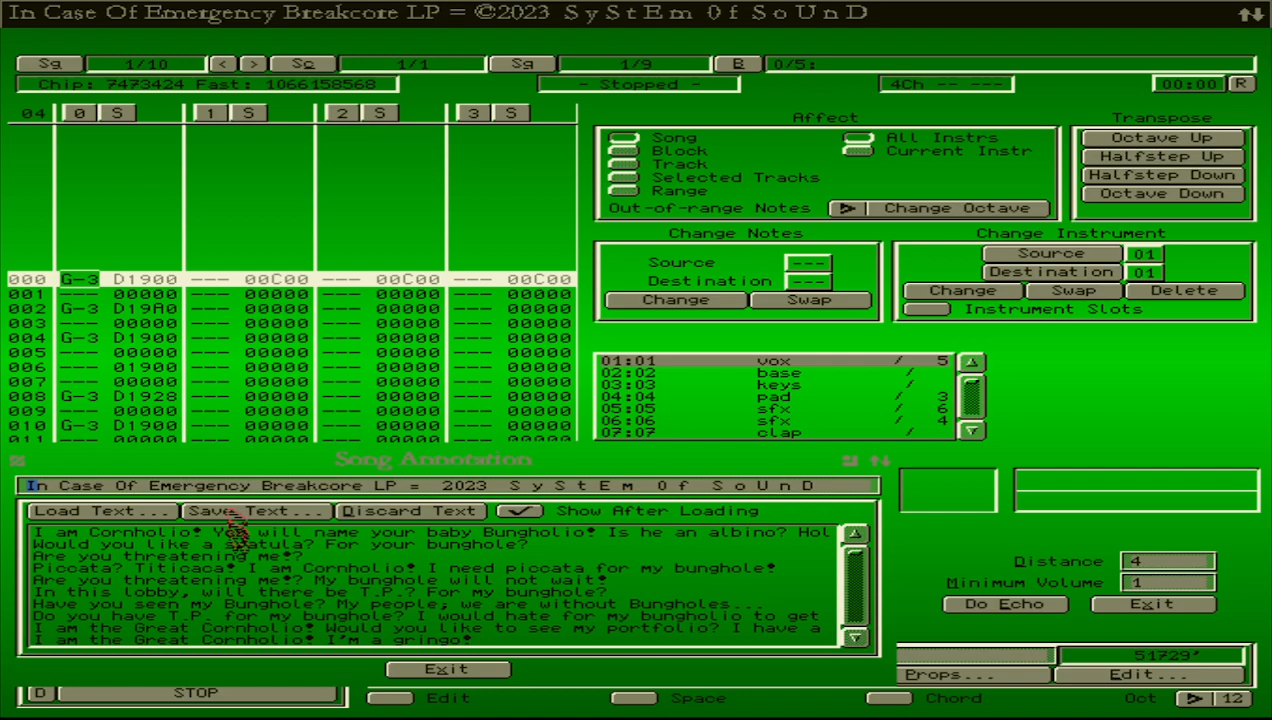 In Case Of Emergency Breakcore LP = ©2023 S y S t E m 0 f S o U n D
Sg 1/10 < > Sq 1/1 Sg 1/9 B 0/5:
Chip: 7473424 Fast: 1066158568 - Stopped - 4Ch -- --- 00:00 R
04 0 S 1 S 2 S 3 S
Affect
Song
Block
Track
Selected Tracks
Range
All Instrs
Current Instr
Out-of-range Notes Change Octave
Transpose
Octave Up
Halfstep Up
Halfstep Down
Octave Down
Change Notes
Source ---
Destination ---
Change Swap
Change Instrument
Source 01
Destination 01
Change Swap Delete
Instrument Slots
000 G-3 D1900 --- 00C00 --- 00C00 --- 00C00
001 --- 00000 --- 00000 --- 00000 --- 00000
002 G-3 D19A0 --- 00000 --- 00000 --- 00000
003 --- 00000 --- 00000 --- 00000 --- 00000
004 G-3 D1900 --- 00000 --- 00000 --- 00000
005 --- 00000 --- 00000 --- 00000 --- 00000
006 --- 01900 --- 00000 --- 00000 --- 00000
007 --- 00000 --- 00000 --- 00000 --- 00000
008 G-3 D1928 --- 00000 --- 00000 --- 00000
009 --- 00000 --- 00000 --- 00000 --- 00000
010 G-3 D1900 --- 00000 --- 00000 --- 00000
011 --- 00000 --- 00000 --- 00000 --- 00000
01:01 vox / 5
02:02 base /
03:03 keys /
04:04 pad / 3
05:05 sfx / 6
06:06 sfx / 4
07:07 clap /
Song Annotation
In Case Of Emergency Breakcore LP = 2023 S y S t E m 0 f S o U n D
Load Text... Save Text... Discard Text Show After Loading
I am Cornholio! You will name your baby Bungholio! Is he an albino? Hol
Would you like a spatula? For your bunghole?
Are you threatening me!?
Piccata? Titicaca! I am Cornholio! I need piccata for my bunghole!
Are you threatening me!? My bunghole will not wait!
In this lobby, will there be T.P.? For my bunghole?
Have you seen my Bunghole? My people; we are without Bungholes...
Do you have T.P. for my bunghole? I would hate for my bungholio to get
I am the Great Cornholio! Would you like to see my portfolio? I have a
I am the Great Cornholio! I'm a gringo!
Exit
Distance 4
Minimum Volume 1
Do Echo Exit
51729*
Props... Edit...
D STOP Edit Space Chord Oct 12